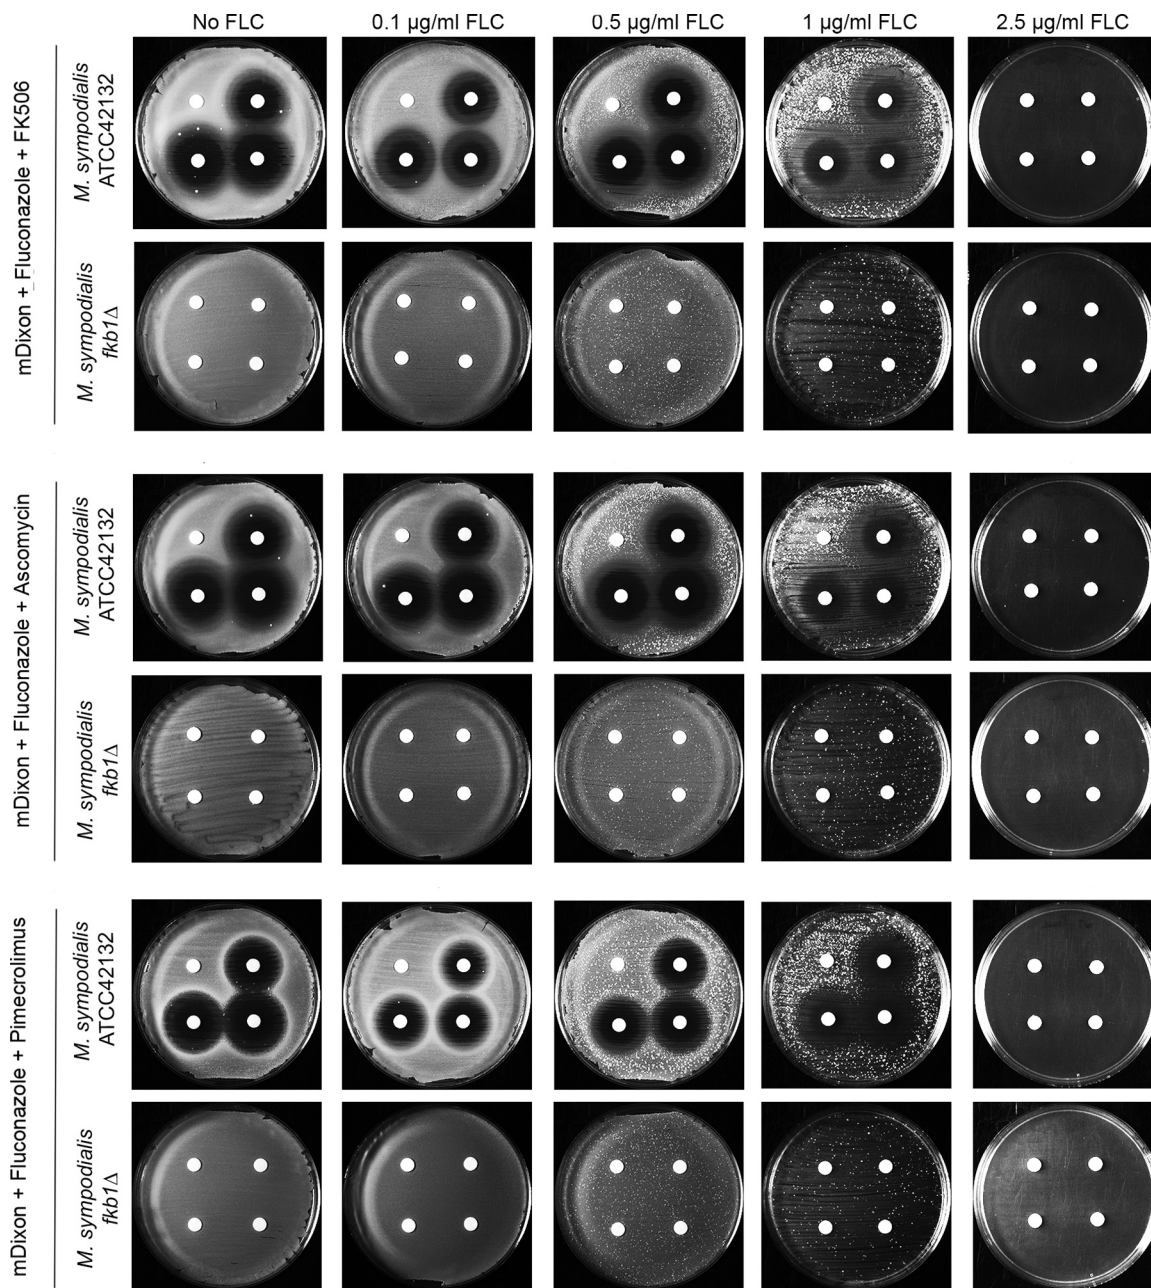 No FLC
0.1 µg/ml FLC
0.5 µg/ml FLC
1 µg/ml FLC
2.5 µg/ml FLC
mDixon + Fluconazole + FK506
M. sympodialis
ATCC42132
M. sympodialis
fkb1Δ
mDixon + Fluconazole + Ascomycin
M. sympodialis
ATCC42132
M. sympodialis
fkb1Δ
mDixon + Fluconazole + Pimecrolimus
M. sympodialis
ATCC42132
M. sympodialis
fkb1Δ